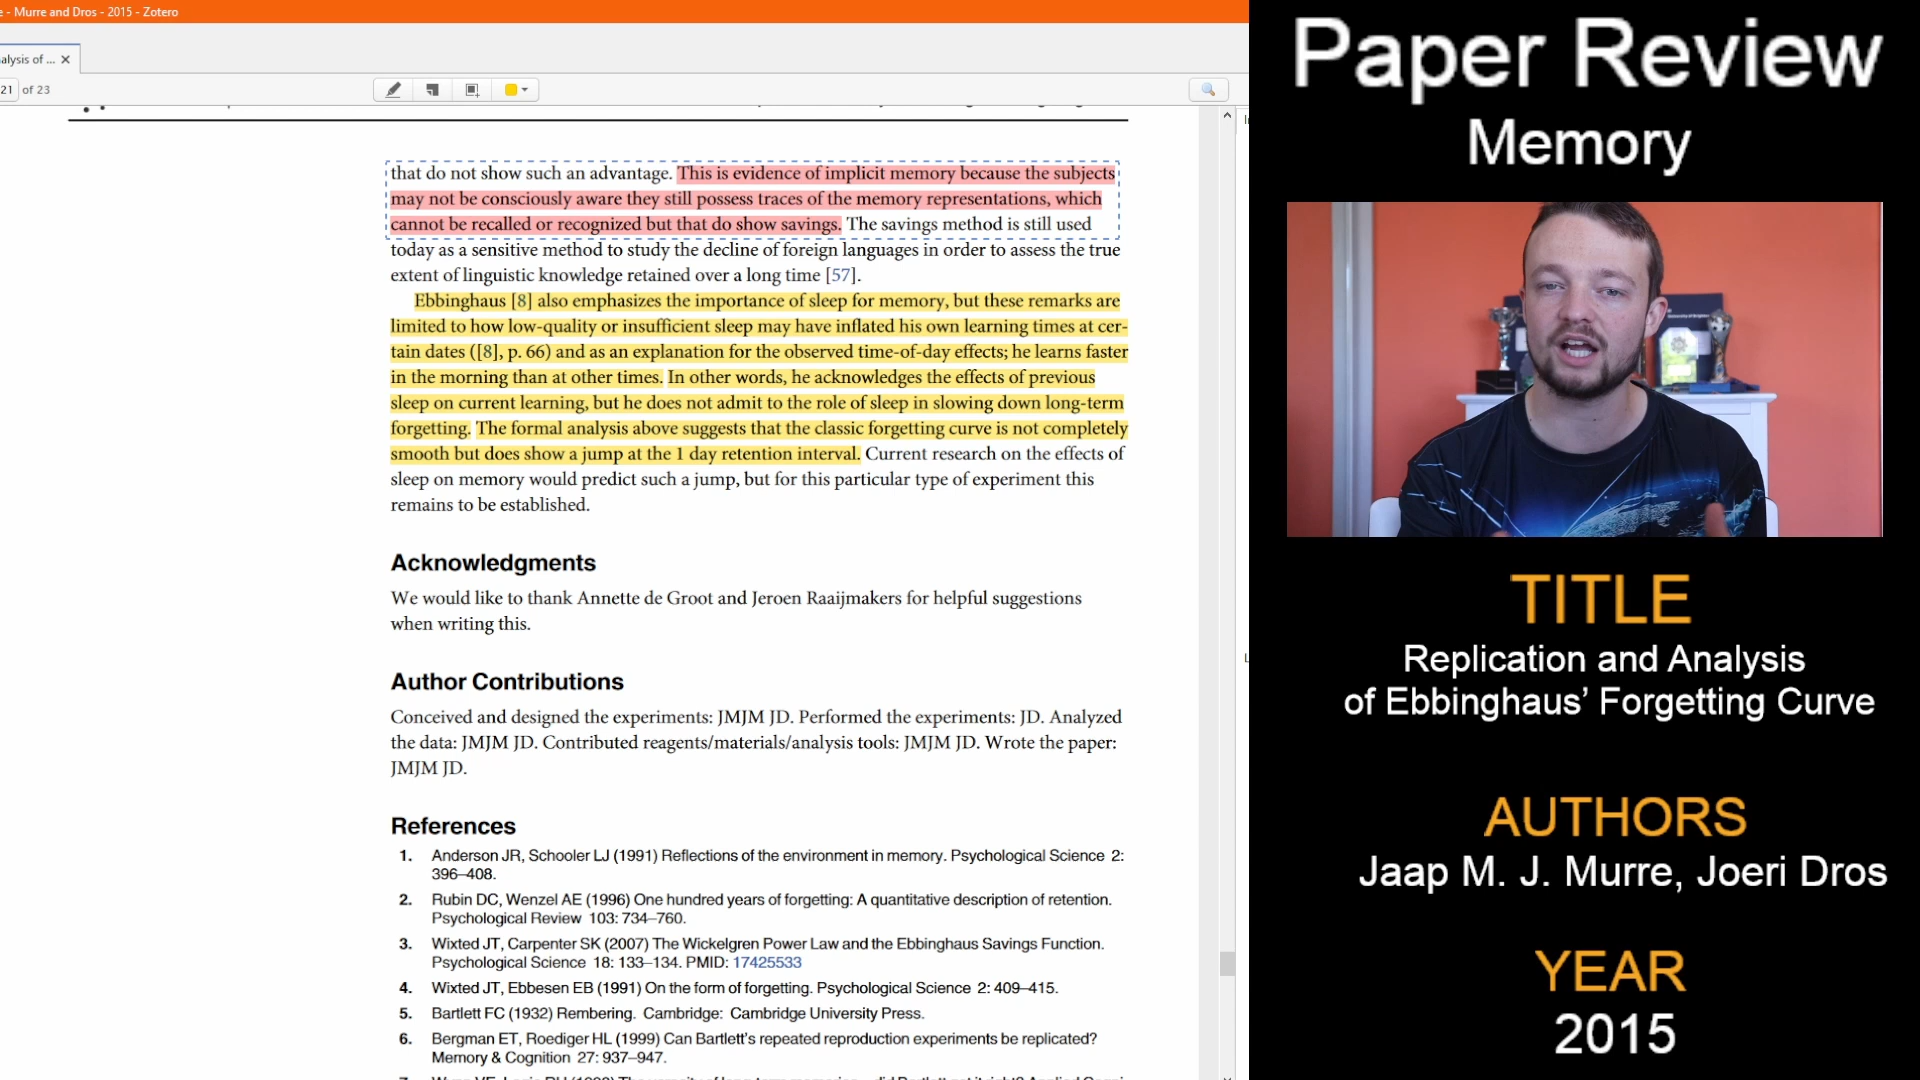 - Murre and Dros - 2015 - Zotero
alysis of ...
21 of 23
that do not show such an advantage. This is evidence of implicit memory because the subjects
may not be consciously aware they still possess traces of the memory representations, which
cannot be recalled or recognized but that do show savings. The savings method is still used
today as a sensitive method to study the decline of foreign languages in order to assess the true
extent of linguistic knowledge retained over a long time [57].
Ebbinghaus [8] also emphasizes the importance of sleep for memory, but these remarks are
limited to how low-quality or insufficient sleep may have inflated his own learning times at cer-
tain dates ([8], p. 66) and as an explanation for the observed time-of-day effects; he learns faster
in the morning than at other times. In other words, he acknowledges the effects of previous
sleep on current learning, but he does not admit to the role of sleep in slowing down long-term
forgetting. The formal analysis above suggests that the classic forgetting curve is not completely
smooth but does show a jump at the 1 day retention interval. Current research on the effects of
sleep on memory would predict such a jump, but for this particular type of experiment this
remains to be established.
Acknowledgments
We would like to thank Annette de Groot and Jeroen Raaijmakers for helpful suggestions
when writing this.
Author Contributions
Conceived and designed the experiments: JMJM JD. Performed the experiments: JD. Analyzed
the data: JMJM JD. Contributed reagents/materials/analysis tools: JMJM JD. Wrote the paper:
JMJM JD.
References
1. Anderson JR, Schooler LJ (1991) Reflections of the environment in memory. Psychological Science 2:
396–408.
2. Rubin DC, Wenzel AE (1996) One hundred years of forgetting: A quantitative description of retention.
Psychological Review 103: 734–760.
3. Wixted JT, Carpenter SK (2007) The Wickelgren Power Law and the Ebbinghaus Savings Function.
Psychological Science 18: 133–134. PMID: 17425533
4. Wixted JT, Ebbesen EB (1991) On the form of forgetting. Psychological Science 2: 409–415.
5. Bartlett FC (1932) Rembering. Cambridge: Cambridge University Press.
6. Bergman ET, Roediger HL (1999) Can Bartlett's repeated reproduction experiments be replicated?
Memory & Cognition 27: 937–947.
Paper Review
Memory
TITLE
Replication and Analysis
of Ebbinghaus’ Forgetting Curve
AUTHORS
Jaap M. J. Murre, Joeri Dros
YEAR
2015